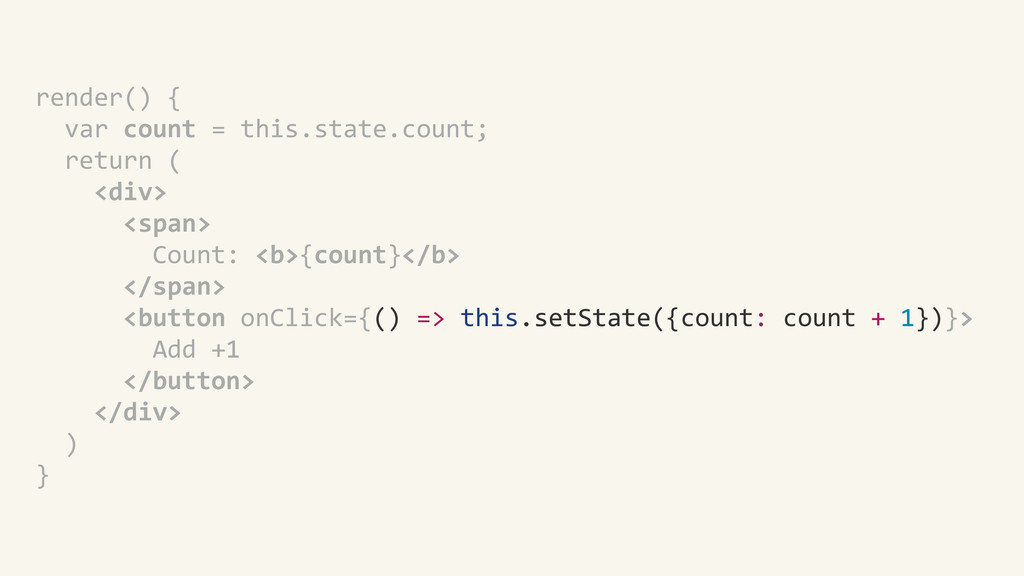 render() {
  var count = this.state.count;
  return (
    <div>
      <span>
        Count: <b>{count}</b>
      </span>
      <button onClick={() => this.setState({count: count + 1})}>
        Add +1
      </button>
    </div>
  )
}